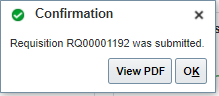 Confirmation
Requisition RQ00001192 was submitted.
View PDF OK